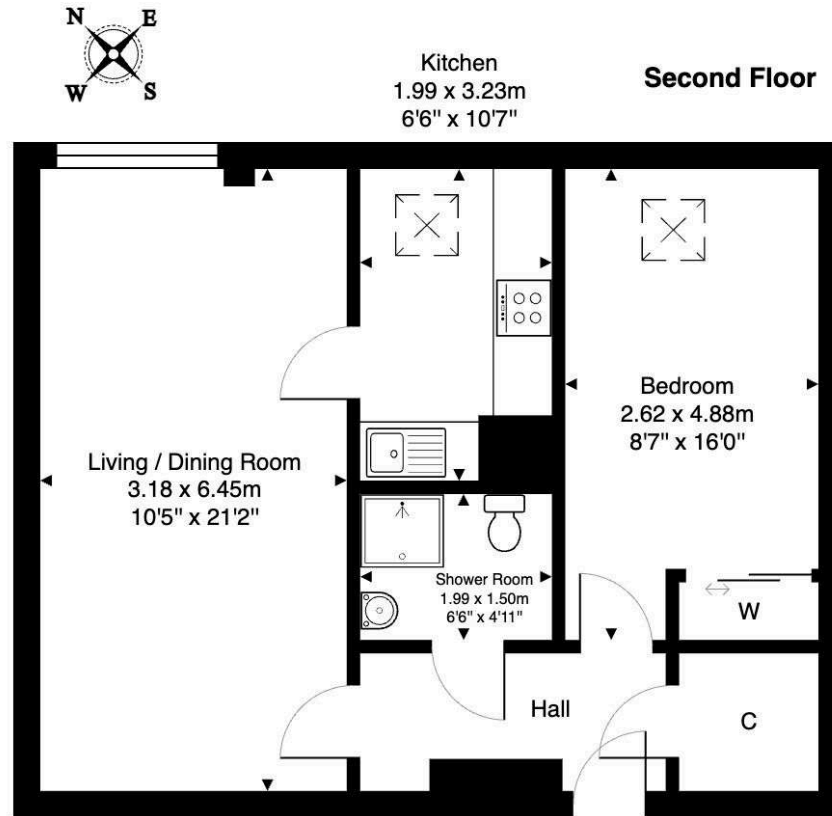 N E
W S
Second Floor
Kitchen
1.99 x 3.23m
6'6" x 10'7"
Living / Dining Room
3.18 x 6.45m
10'5" x 21'2"
Bedroom
2.62 x 4.88m
8'7" x 16'0"
Shower Room
1.99 x 1.50m
6'6" x 4'11"
W
Hall
C